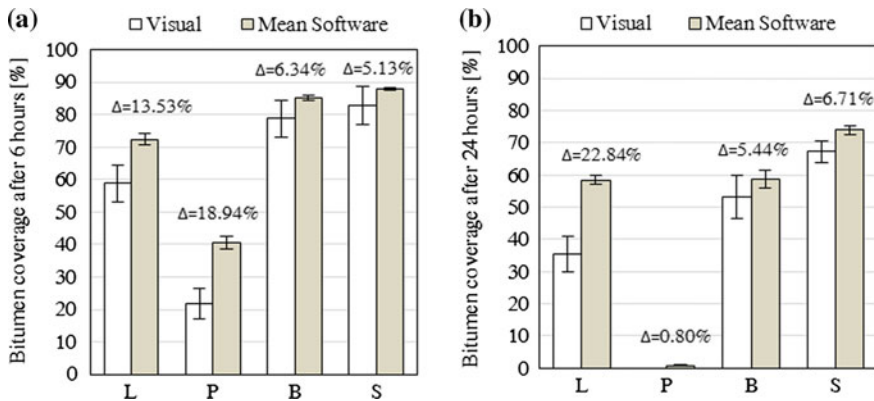 (a)
Visual Mean Software
Bitumen coverage after 6 hours [%]
100
90
80
70
60
50
40
30
20
10
0
Δ=13.53%
Δ=18.94%
Δ=6.34%
Δ=5.13%
L P B S
(b)
Visual Mean Software
Bitumen coverage after 24 hours [%]
100
90
80
70
60
50
40
30
20
10
0
Δ=22.84%
Δ=0.80%
Δ=5.44%
Δ=6.71%
L P B S